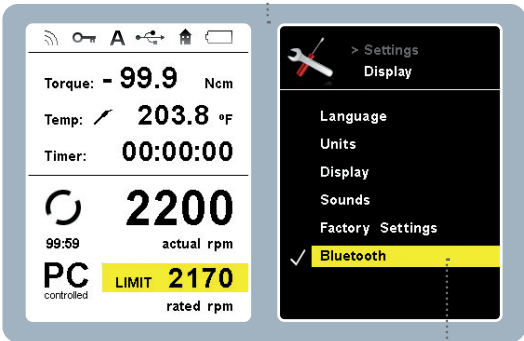 A
Torque: - 99.9 Ncm
Temp: 203.8 °F
Timer: 00:00:00
2200
99:59 actual rpm
PC LIMIT 2170
controlled
rated rpm
> Settings
Display
Language
Units
Display
Sounds
Factory Settings
Bluetooth